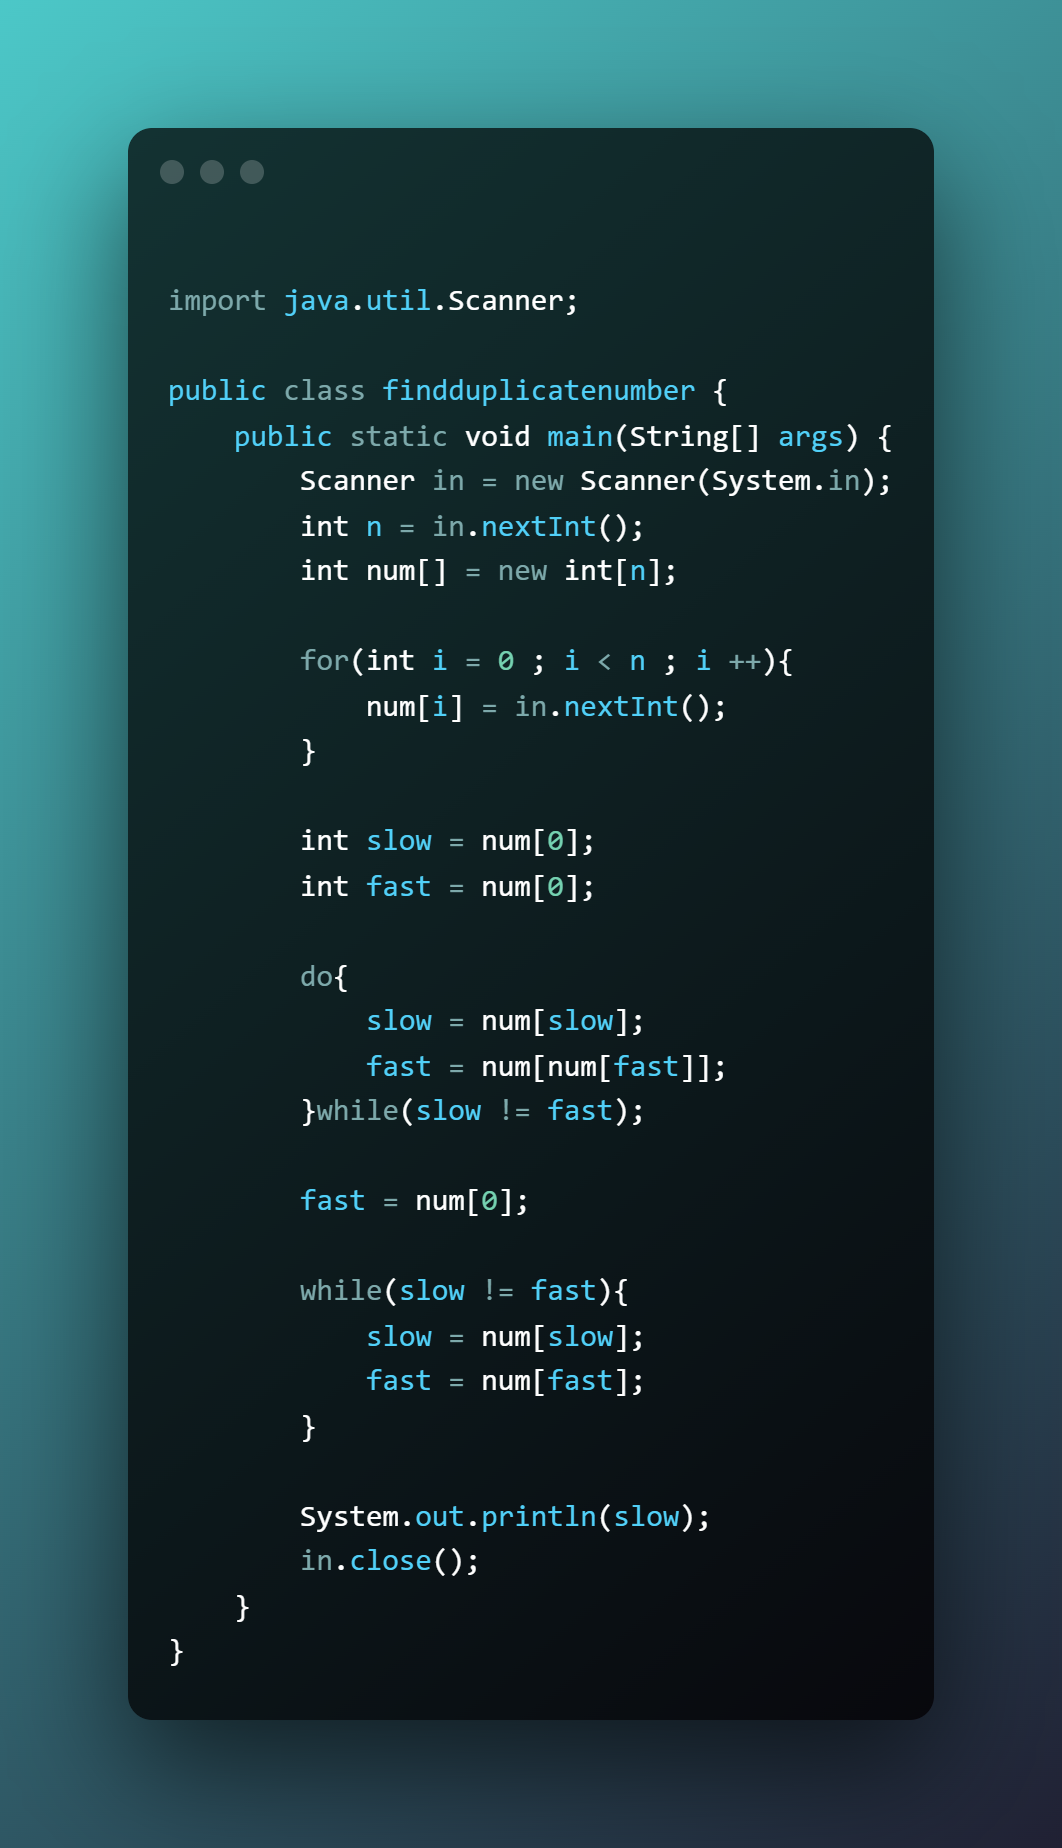 import java.util.Scanner;
public class findduplicatenumber {
    public static void main(String[] args) {
        Scanner in = new Scanner(System.in);
        int n = in.nextInt();
        int num[] = new int[n];
        for(int i = 0 ; i < n ; i ++){
            num[i] = in.nextInt();
        }
        int slow = num[0];
        int fast = num[0];
        do{
            slow = num[slow];
            fast = num[num[fast]];
        }while(slow != fast);
        fast = num[0];
        while(slow != fast){
            slow = num[slow];
            fast = num[fast];
        }
        System.out.println(slow);
        in.close();
    }
}